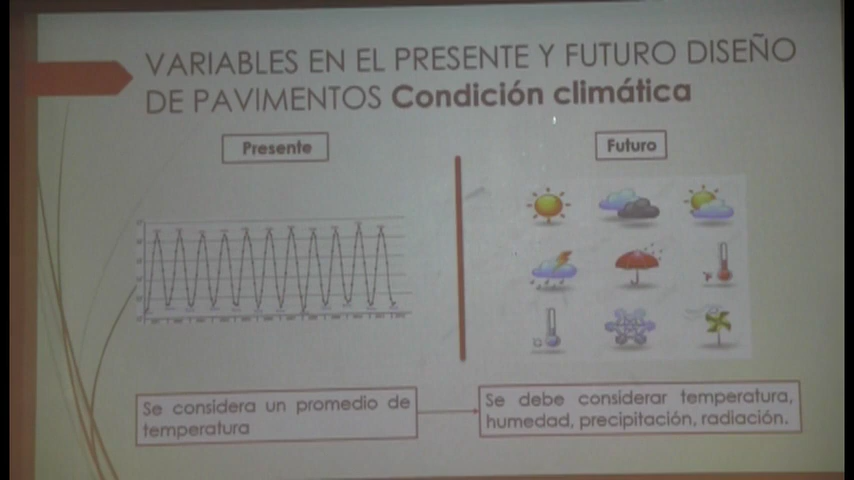 VARIABLES EN EL PRESENTE Y FUTURO DISEÑO
DE PAVIMENTOS Condición climática
Presente
Futuro
Se considera un promedio de
temperatura
Se debe considerar temperatura,
humedad, precipitación, radiación.